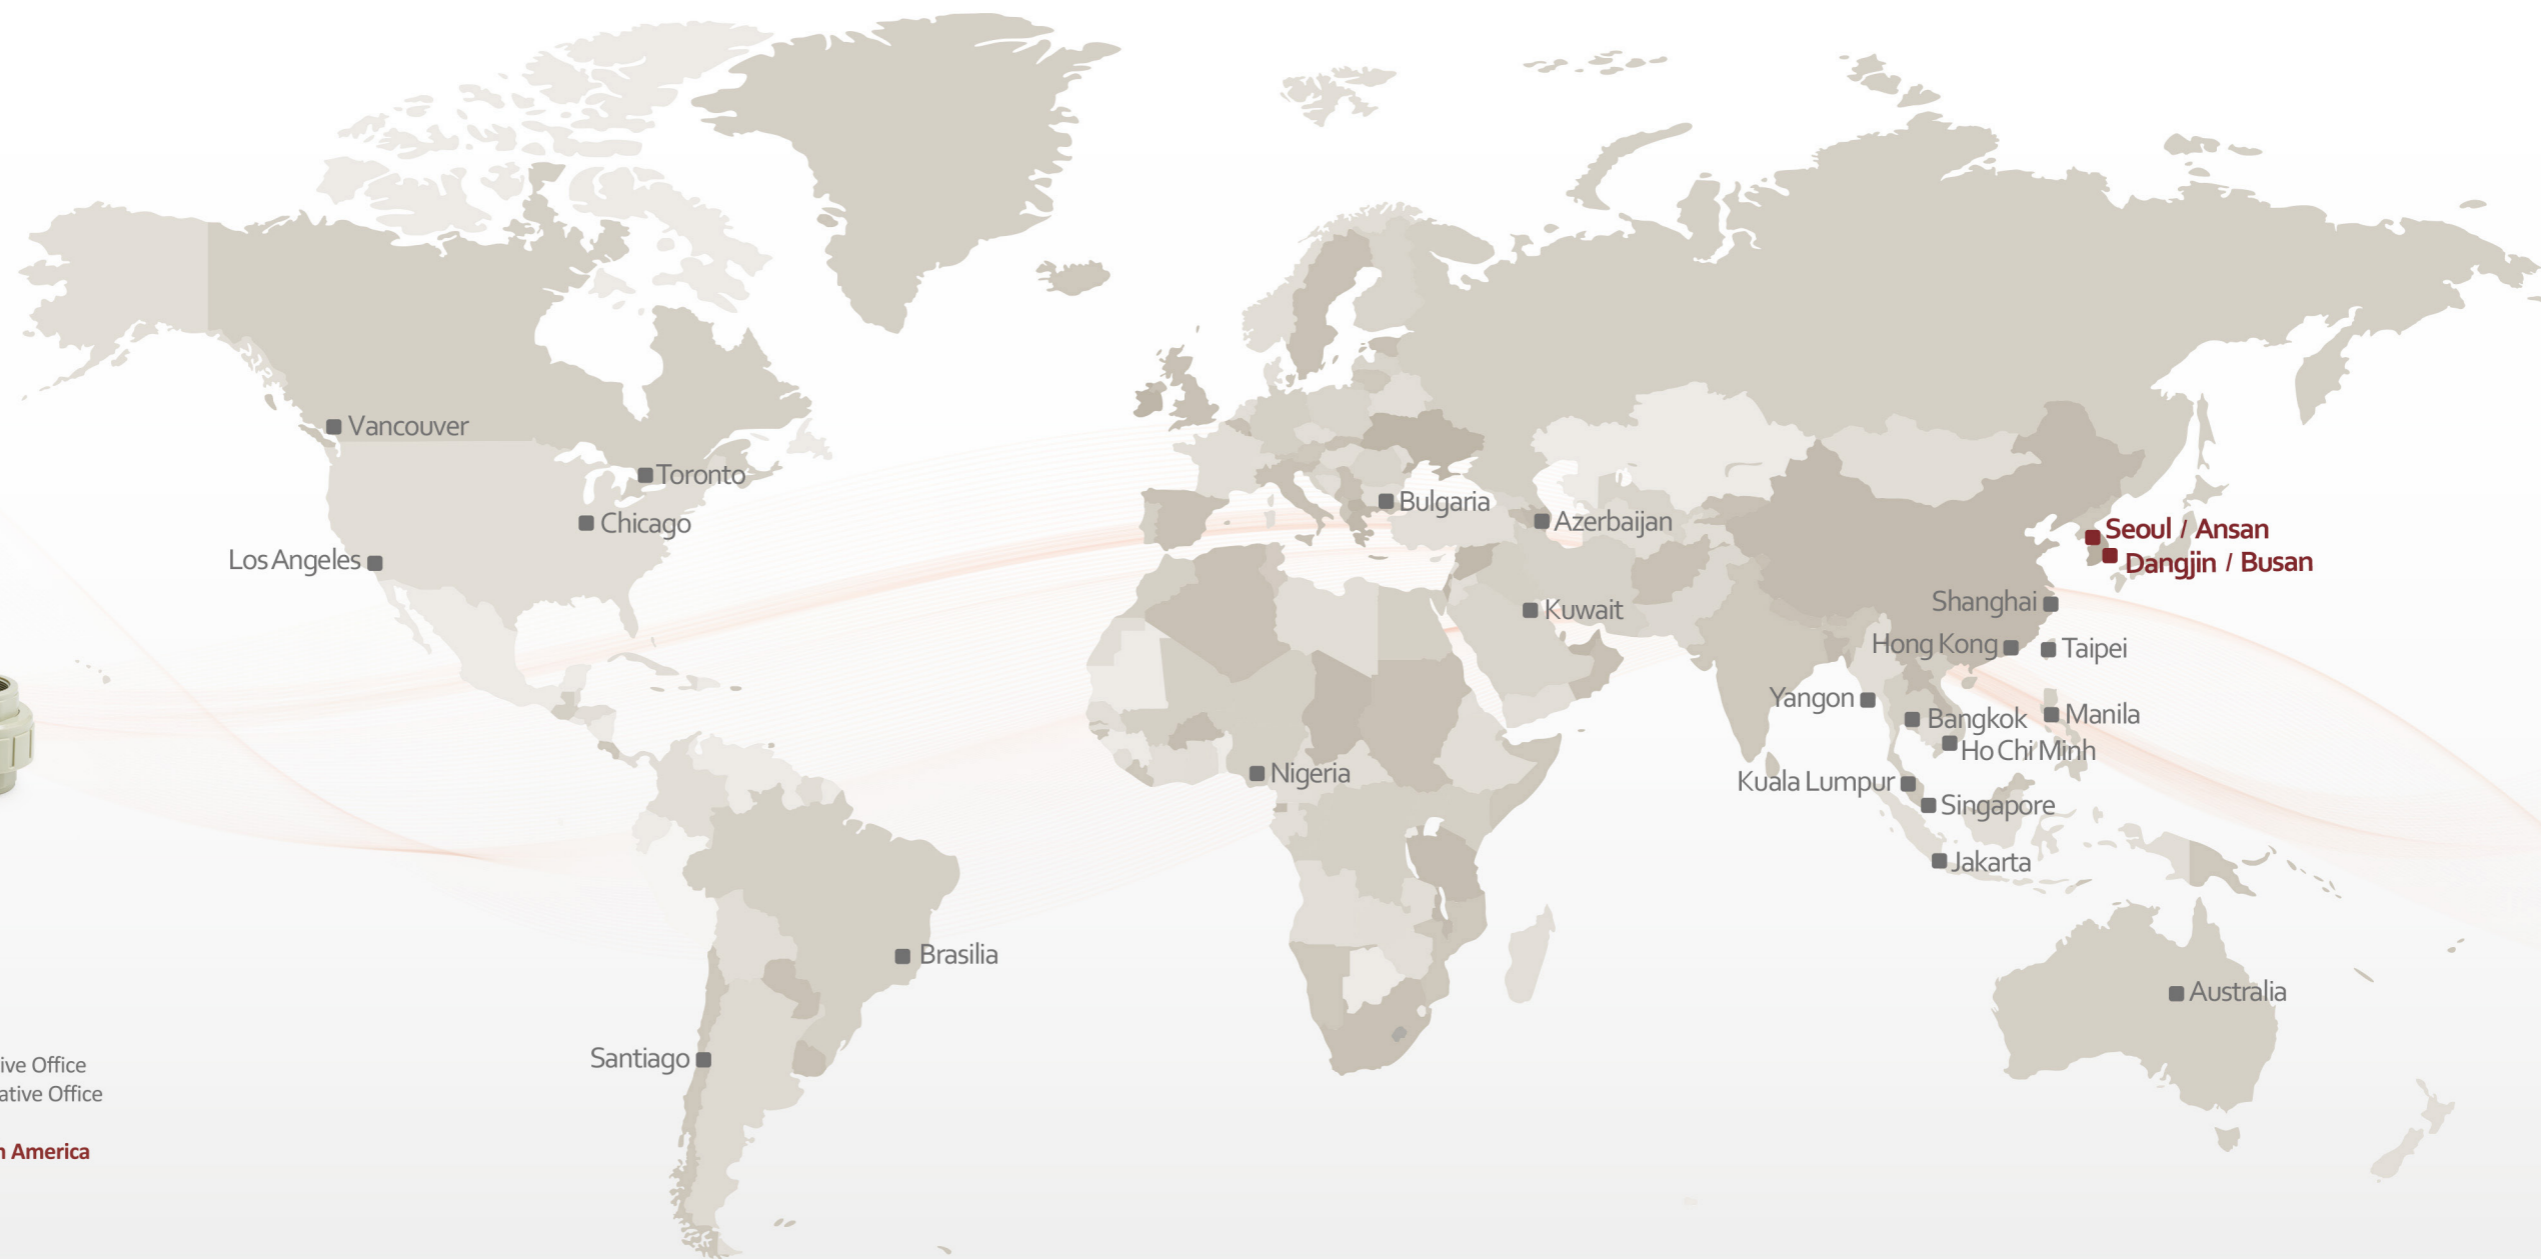 Vancouver
Toronto
Chicago
Los Angeles
Bulgaria
Azerbaijan
Seoul / Ansan
Dangjin / Busan
Kuwait
Shanghai
Hong Kong
Taipei
Yangon
Bangkok
Manila
Ho Chi Minh
Nigeria
Kuala Lumpur
Singapore
Jakarta
Brasilia
Australia
Santiago
ive Office
ative Office
America